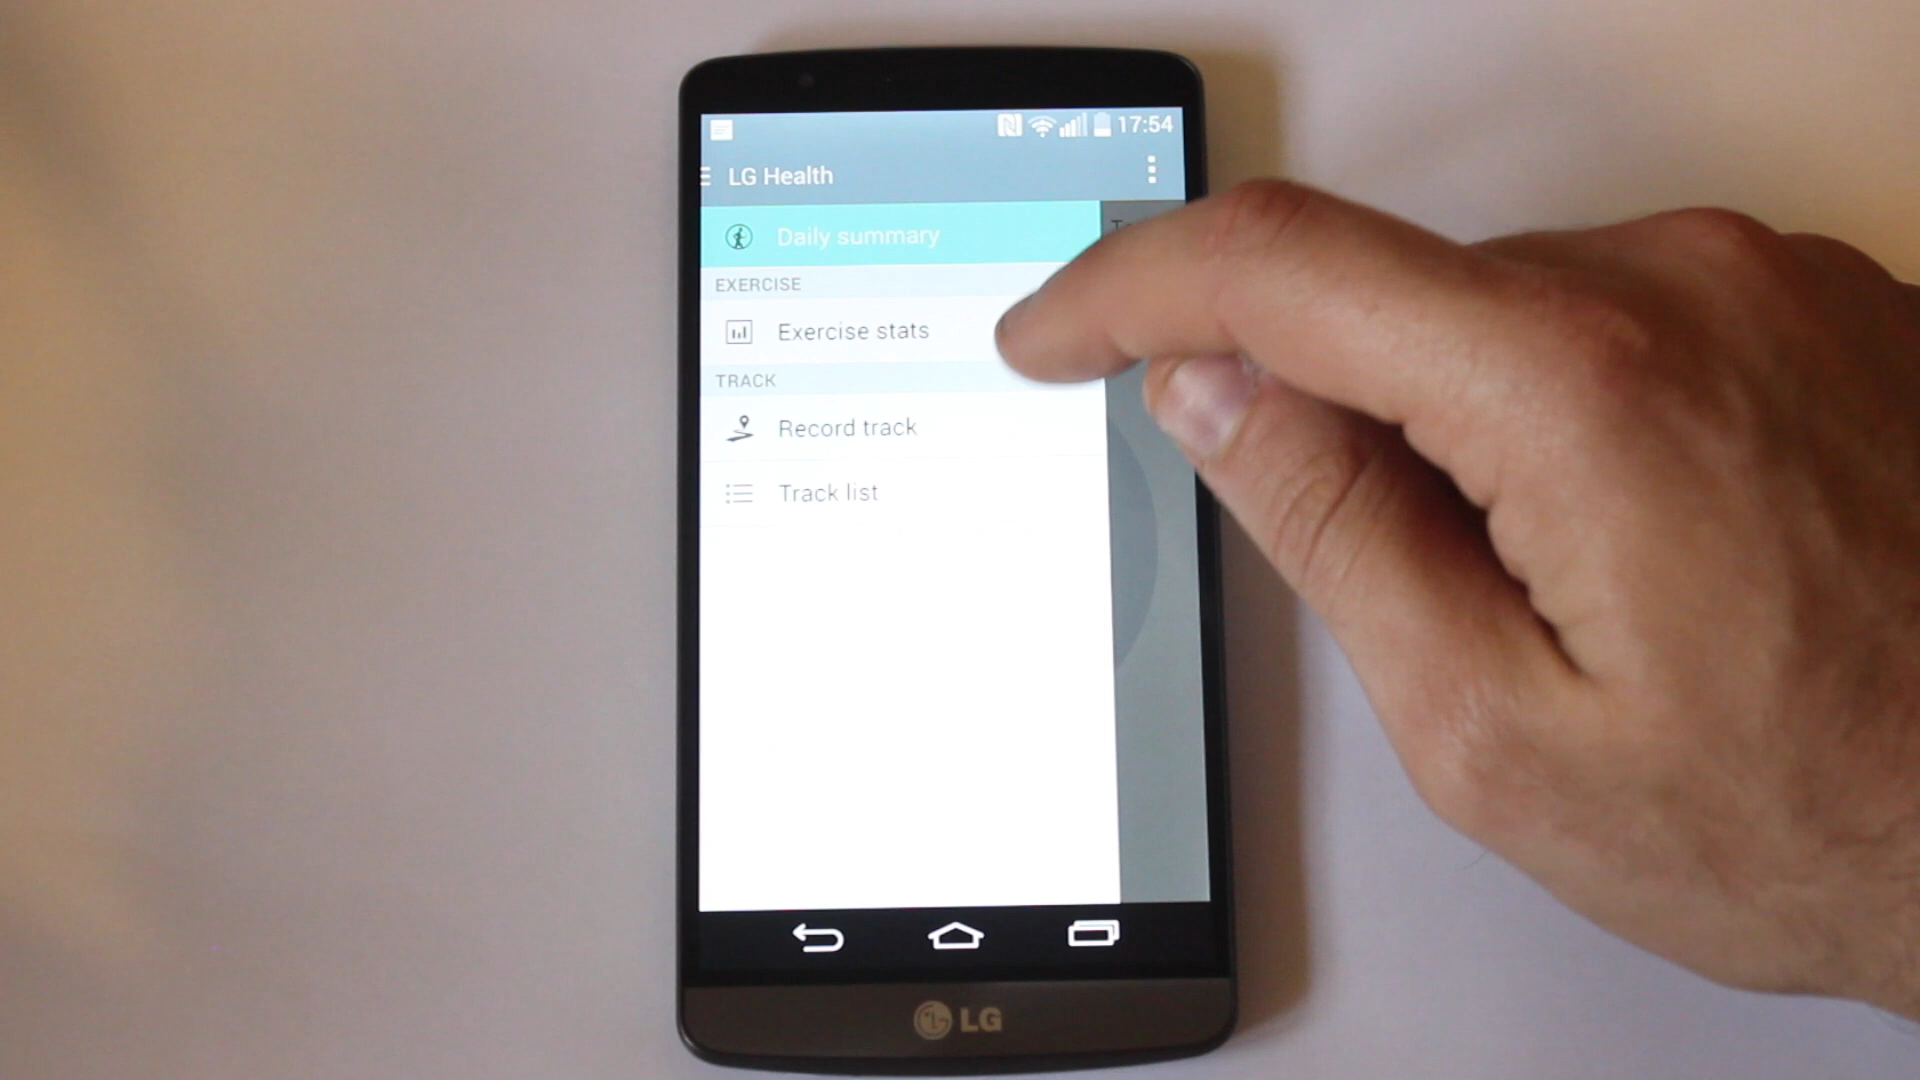 17:54
LG Health
Daily summary
EXERCISE
Exercise stats
TRACK
Record track
Track list
LG